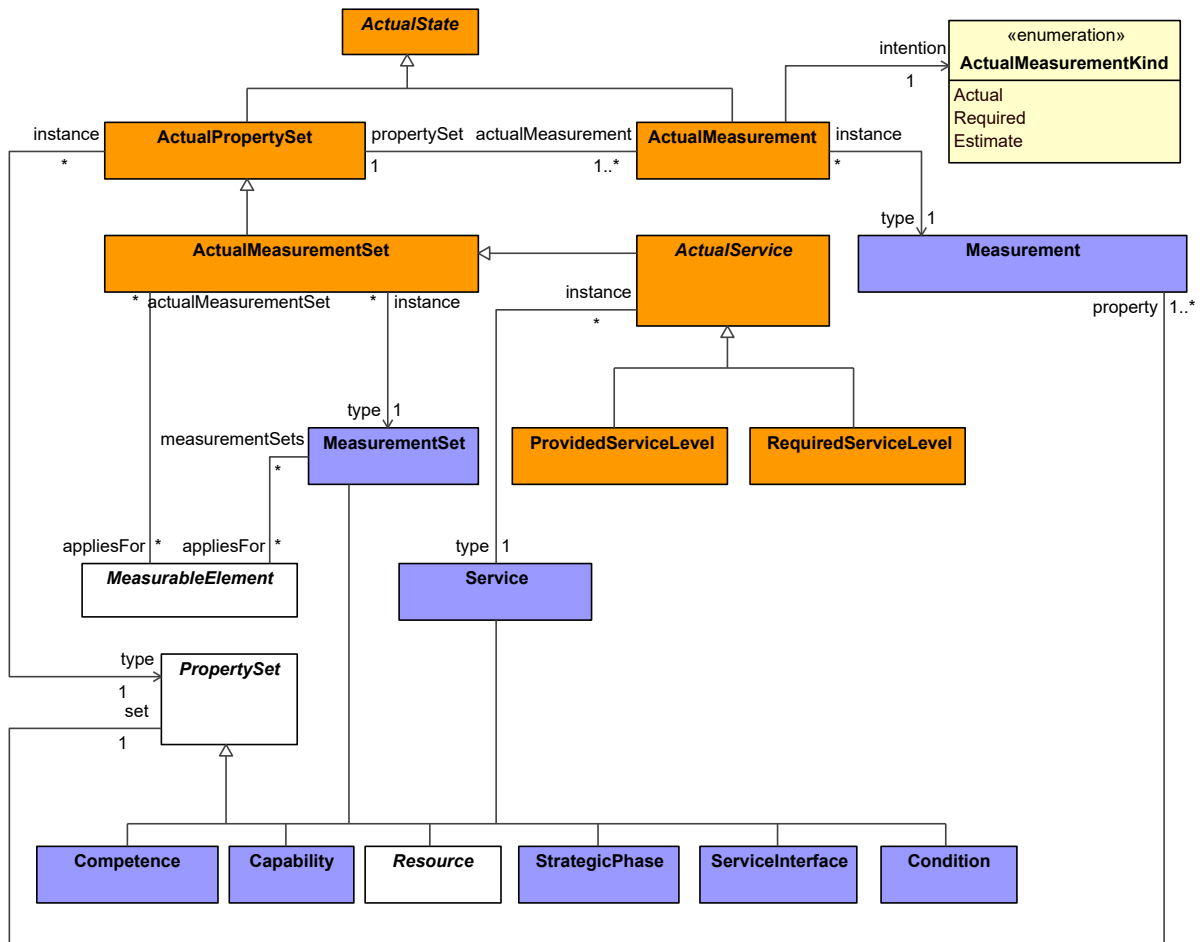 ActualState
«enumeration»
ActualMeasurementKind
Actual
Required
Estimate
intention
1
instance
*
ActualPropertySet
propertySet
1
actualMeasurement
1..*
ActualMeasurement
instance
*
type
1
ActualMeasurementSet
ActualService
Measurement
*
actualMeasurementSet
*
instance
instance
*
property
1..*
type
1
measurementSets
*
MeasurementSet
ProvidedServiceLevel
RequiredServiceLevel
appliesFor
*
appliesFor
*
type
1
MeasurableElement
Service
type
1
PropertySet
set
1
Competence
Capability
Resource
StrategicPhase
ServiceInterface
Condition